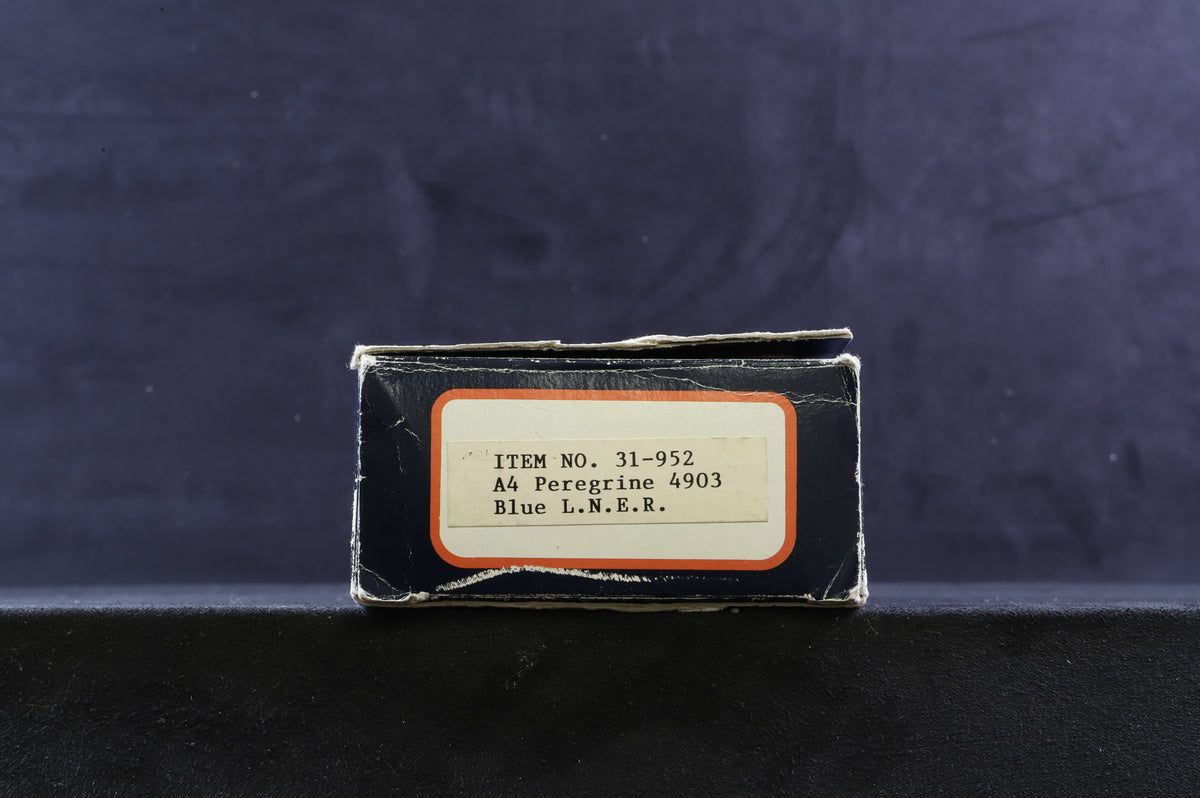 ITEM NO. 31-952
A4 Peregrine 4903
Blue L.N.E.R.